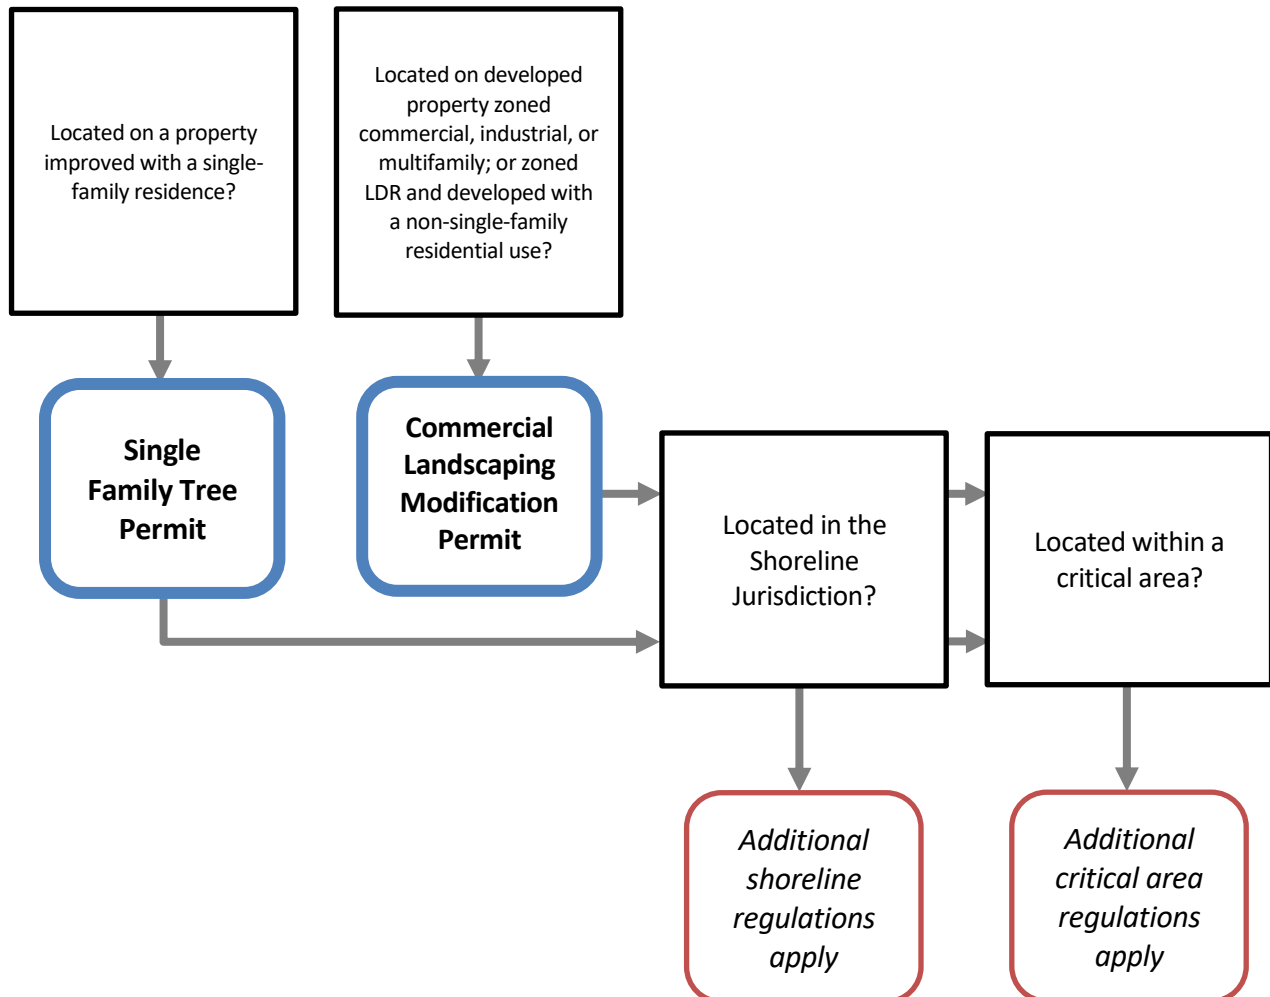 Located on a property
improved with a single-
family residence?
Located on developed
property zoned
commercial, industrial, or
multifamily; or zoned
LDR and developed with
a non-single-family
residential use?
Single
Family Tree
Permit
Commercial
Landscaping
Modification
Permit
Located in the
Shoreline
Jurisdiction?
Located within a
critical area?
Additional
shoreline
regulations
apply
Additional
critical area
regulations
apply